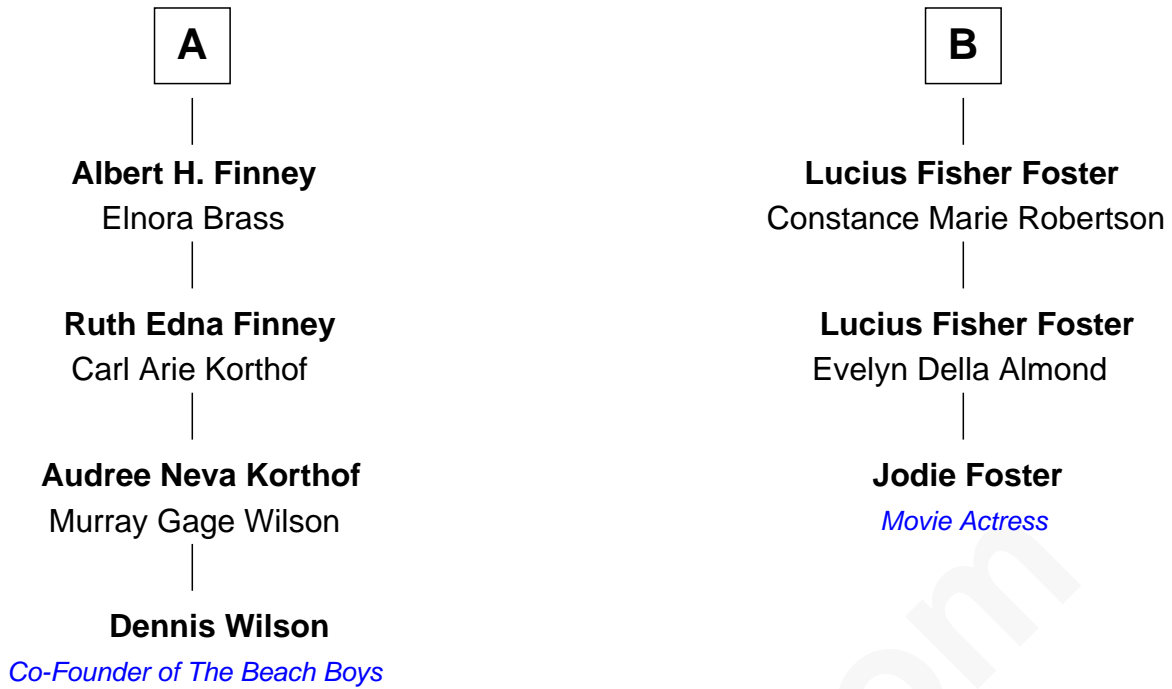 A
Albert H. Finney
Elnora Brass
Ruth Edna Finney
Carl Arie Korthof
Audree Neva Korthof
Murray Gage Wilson
Dennis Wilson
Co-Founder of The Beach Boys
B
Lucius Fisher Foster
Constance Marie Robertson
Lucius Fisher Foster
Evelyn Della Almond
Jodie Foster
Movie Actress
om